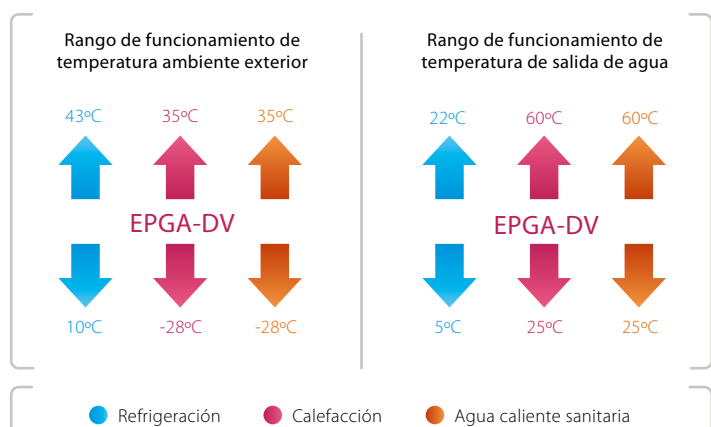 Rango de funcionamiento de
temperatura ambiente exterior
43ºC 35ºC 35ºC
EPGA-DV
10ºC -28ºC -28ºC
Rango de funcionamiento de
temperatura de salida de agua
22ºC 60ºC 60ºC
EPGA-DV
5ºC 25ºC 25ºC
Refrigeración Calefacción Agua caliente sanitaria